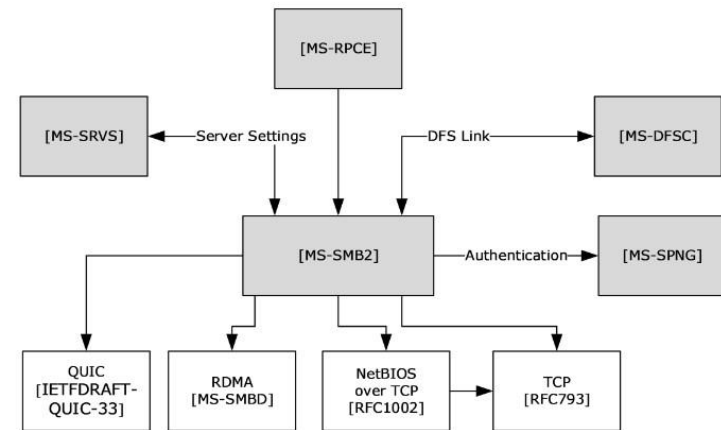 [MS-RPCE]
[MS-SRVS]
Server Settings
DFS Link
[MS-DFSC]
[MS-SMB2]
Authentication
[MS-SPNG]
QUIC
[IETFDRAFT-
QUIC-33]
RDMA
[MS-SMBD]
NetBIOS
over TCP
[RFC1002]
TCP
[RFC793]